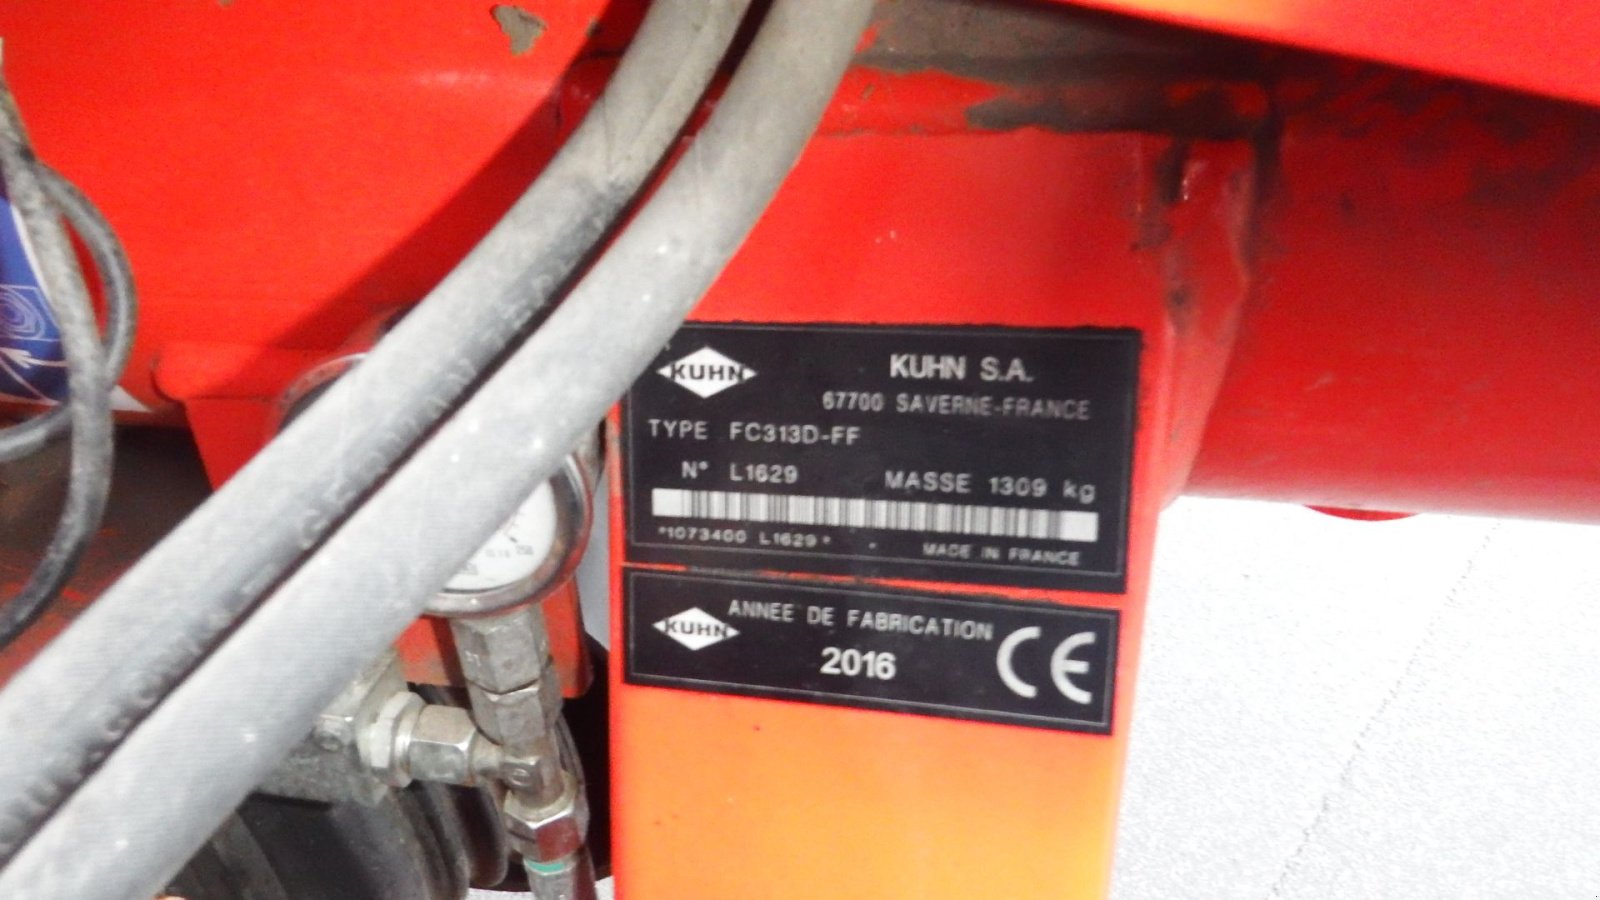 KUHN
KUHN S.A.
67700 SAVERNE-FRANCE
TYPE FC313D-FF
N° L1629 MASSE 1309 kg
*1073400 L1629* * MADE IN FRANCE
KUHN
ANNEE DE FABRICATION
2016 CE